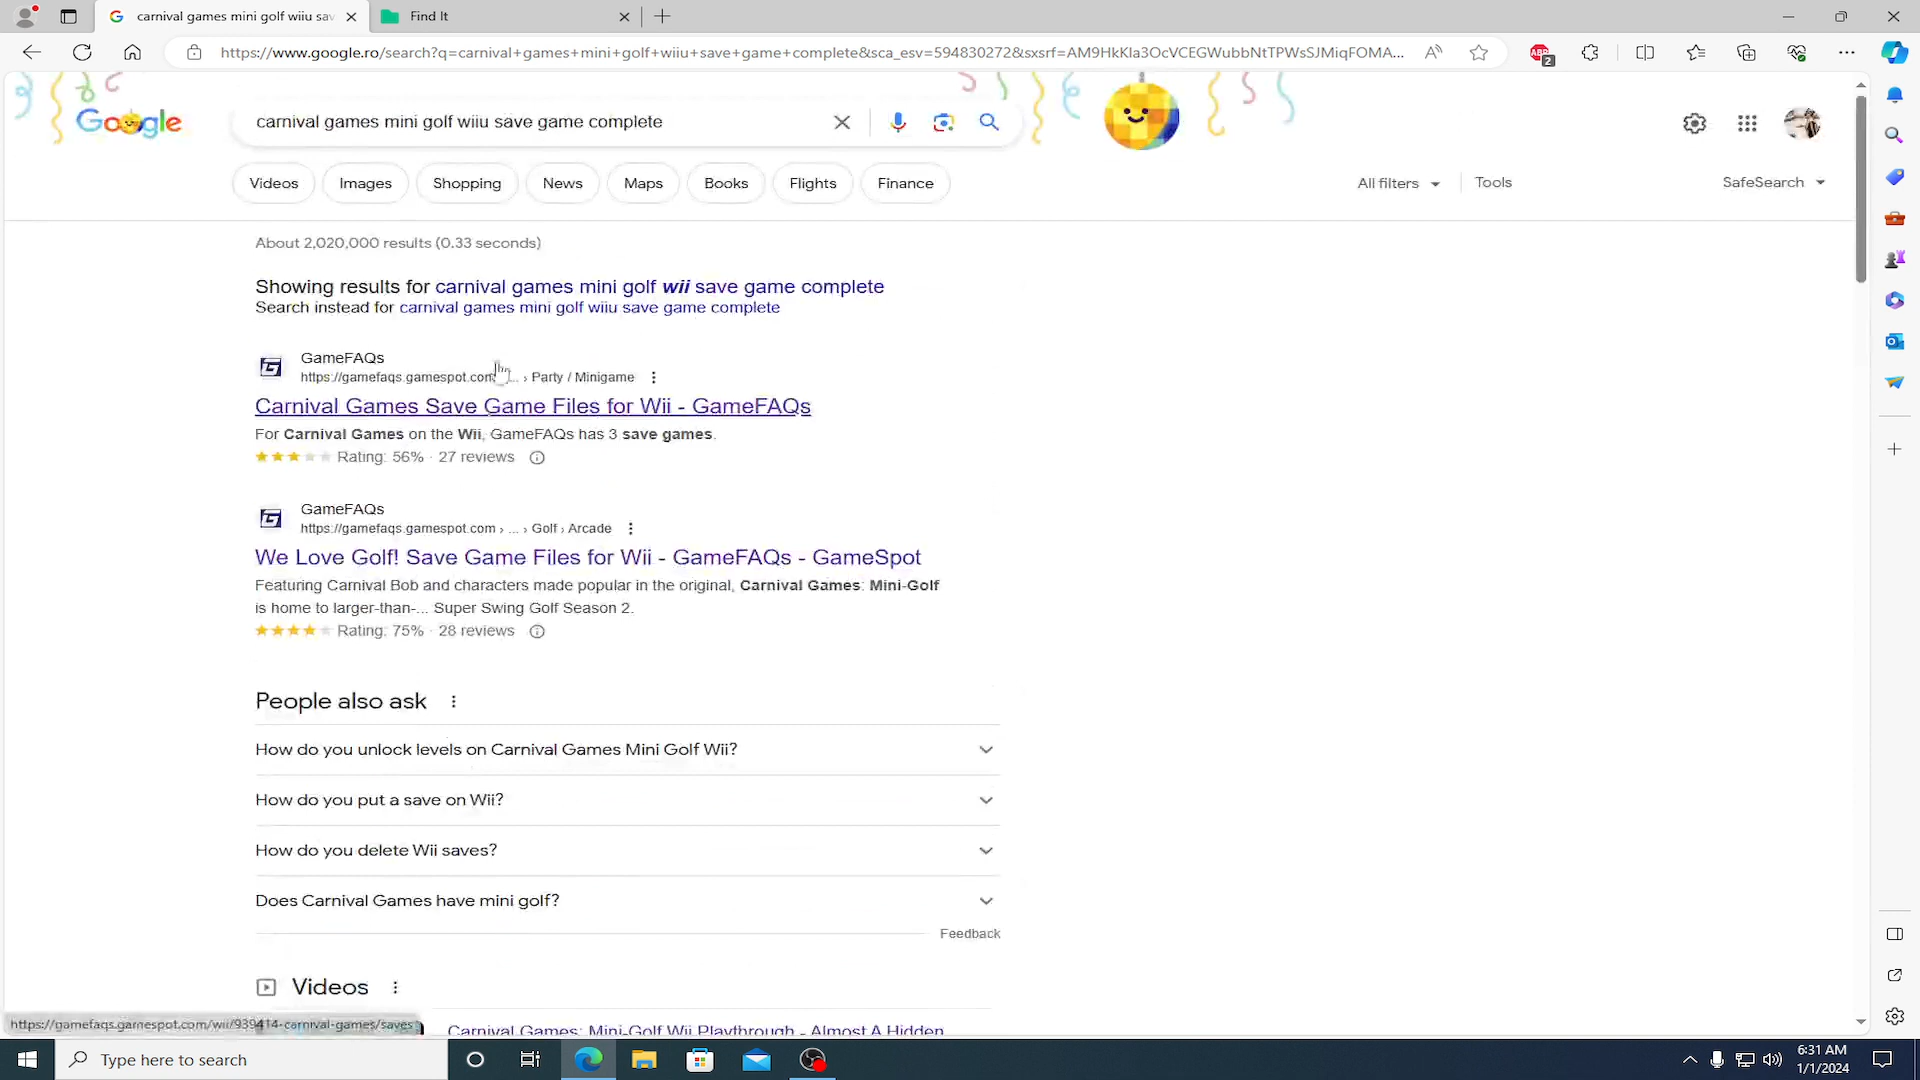 carnival games mini golf wiiu sav
Find It
https://www.google.ro/search?q=carnival+games+mini+golf+wiiu+save+game+complete&sca_esv=594830272&sxsrf=AM9HkKIa3OcVCEGWubbNtTPWsSJMiqFOMA...
2
Google
carnival games mini golf wiiu save game complete
Videos
Images
Shopping
News
Maps
Books
Flights
Finance
All filters
Tools
SafeSearch
About 2,020,000 results (0.33 seconds)
Showing results for carnival games mini golf wii save game complete
Search instead for carnival games mini golf wiiu save game complete
GameFAQs
https://gamefaqs.gamespot.com › ... › Party / Minigame
Carnival Games Save Game Files for Wii - GameFAQs
For Carnival Games on the Wii, GameFAQs has 3 save games.
Rating: 56% · 27 reviews
GameFAQs
https://gamefaqs.gamespot.com › ... › Golf › Arcade
We Love Golf! Save Game Files for Wii - GameFAQs - GameSpot
Featuring Carnival Bob and characters made popular in the original, Carnival Games: Mini-Golf
is home to larger-than-... Super Swing Golf Season 2.
Rating: 75% · 28 reviews
People also ask
How do you unlock levels on Carnival Games Mini Golf Wii?
How do you put a save on Wii?
How do you delete Wii saves?
Does Carnival Games have mini golf?
Feedback
Videos
https://gamefaqs.gamespot.com/wii/939414-carnival-games/saves
Carnival Games: Mini-Golf Wii Playthrough - Almost A Hidden
Type here to search
6:31 AM
1/1/2024